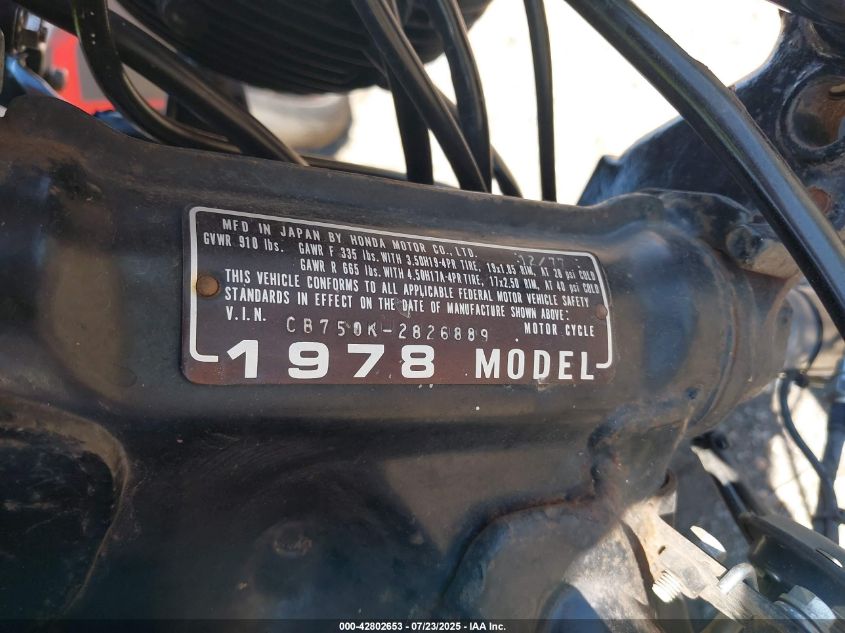 MFD IN JAPAN BY HONDA MOTOR CO., LTD. 12/77
GVWR 910 lbs. GAWR F 335 lbs. WITH 3.50H19-4PR TIRE, 19x1.85 RIM, AT 28 psi COLD
GAWR R 665 lbs. WITH 4.50H17A-4PR TIRE, 17x2.50 RIM, AT 40 psi COLD
THIS VEHICLE CONFORMS TO ALL APPLICABLE FEDERAL MOTOR VEHICLE SAFETY
STANDARDS IN EFFECT ON THE DATE OF MANUFACTURE SHOWN ABOVE:
V.I.N. CB750K-2826889 MOTOR CYCLE
1978 MODEL
000-42802653 - 07/23/2025 - IAA Inc.